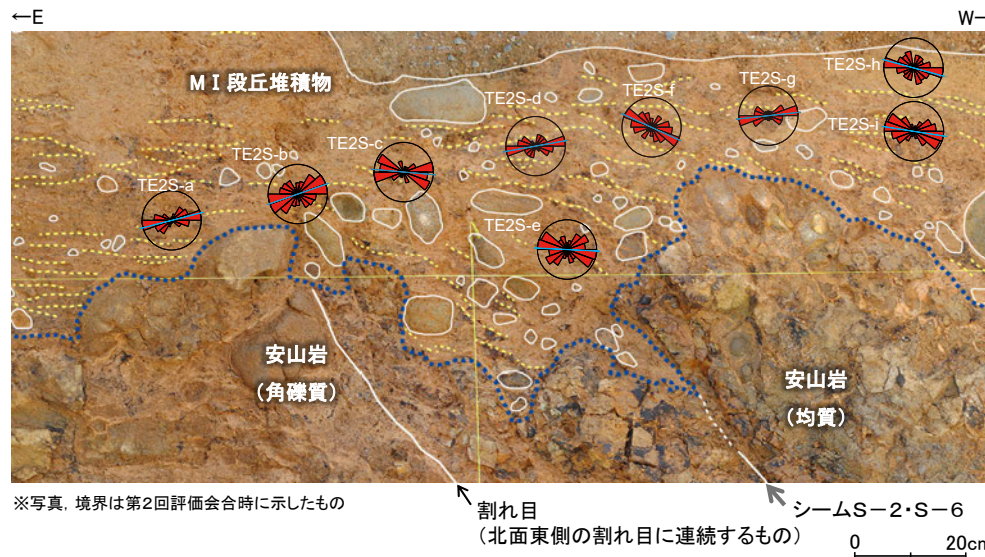 ←E
W→
MⅠ段丘堆積物
TE2S-h
TE2S-g
TE2S-f
TE2S-d
TE2S-i
TE2S-c
TE2S-b
TE2S-a
TE2S-e
安山岩
(角礫質)
安山岩
(均質)
※写真,境界は第2回評価会合時に示したもの
割れ目
(北面東側の割れ目に連続するもの)
シームS-2・S-6
0 20cm